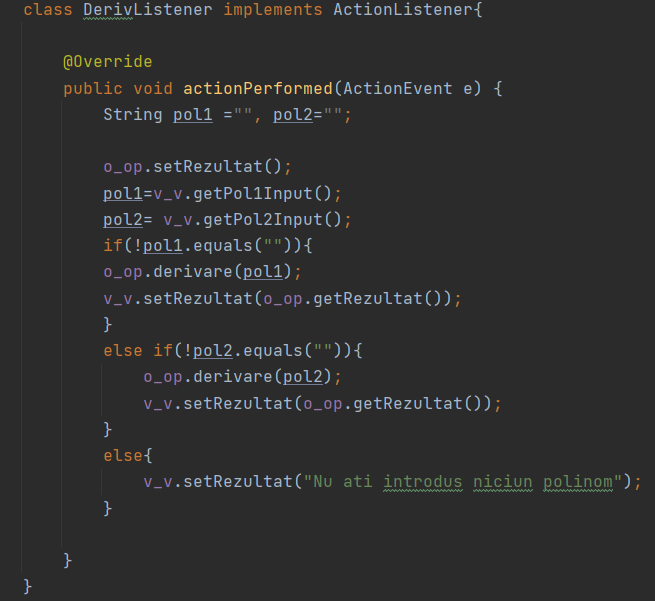 class DerivListener implements ActionListener{
@Override
public void actionPerformed(ActionEvent e) {
String pol1 ="", pol2="";
o_op.setRezultat();
pol1=v_v.getPol1Input();
pol2= v_v.getPol2Input();
if(!pol1.equals("")){
o_op.derivare(pol1);
v_v.setRezultat(o_op.getRezultat());
}
else if(!pol2.equals("")){
o_op.derivare(pol2);
v_v.setRezultat(o_op.getRezultat());
}
else{
v_v.setRezultat("Nu ati introdus niciun polinom");
}
}
}